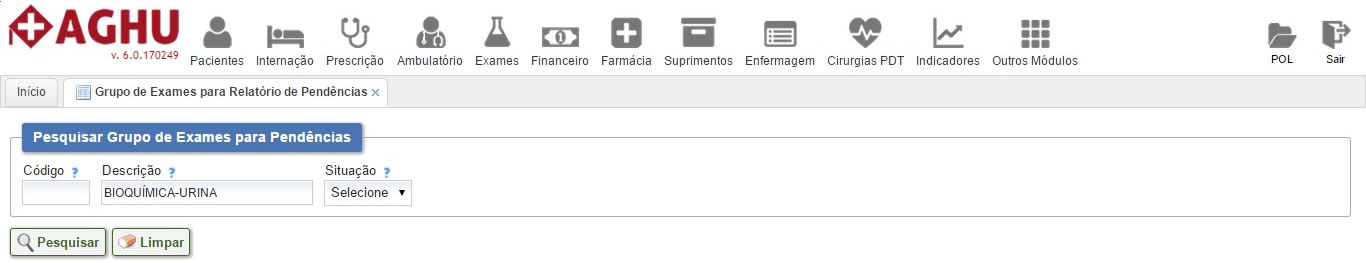 AGHU
v. 6.0.170249
Pacientes Internação Prescrição Ambulatório Exames Financeiro Farmácia Suprimentos Enfermagem Cirurgias PDT Indicadores Outros Módulos POL Sair
Início Grupo de Exames para Relatório de Pendências ×
Pesquisar Grupo de Exames para Pendências
Código ? Descrição ? Situação ?
BIOQUÍMICA-URINA Selecione
Pesquisar Limpar